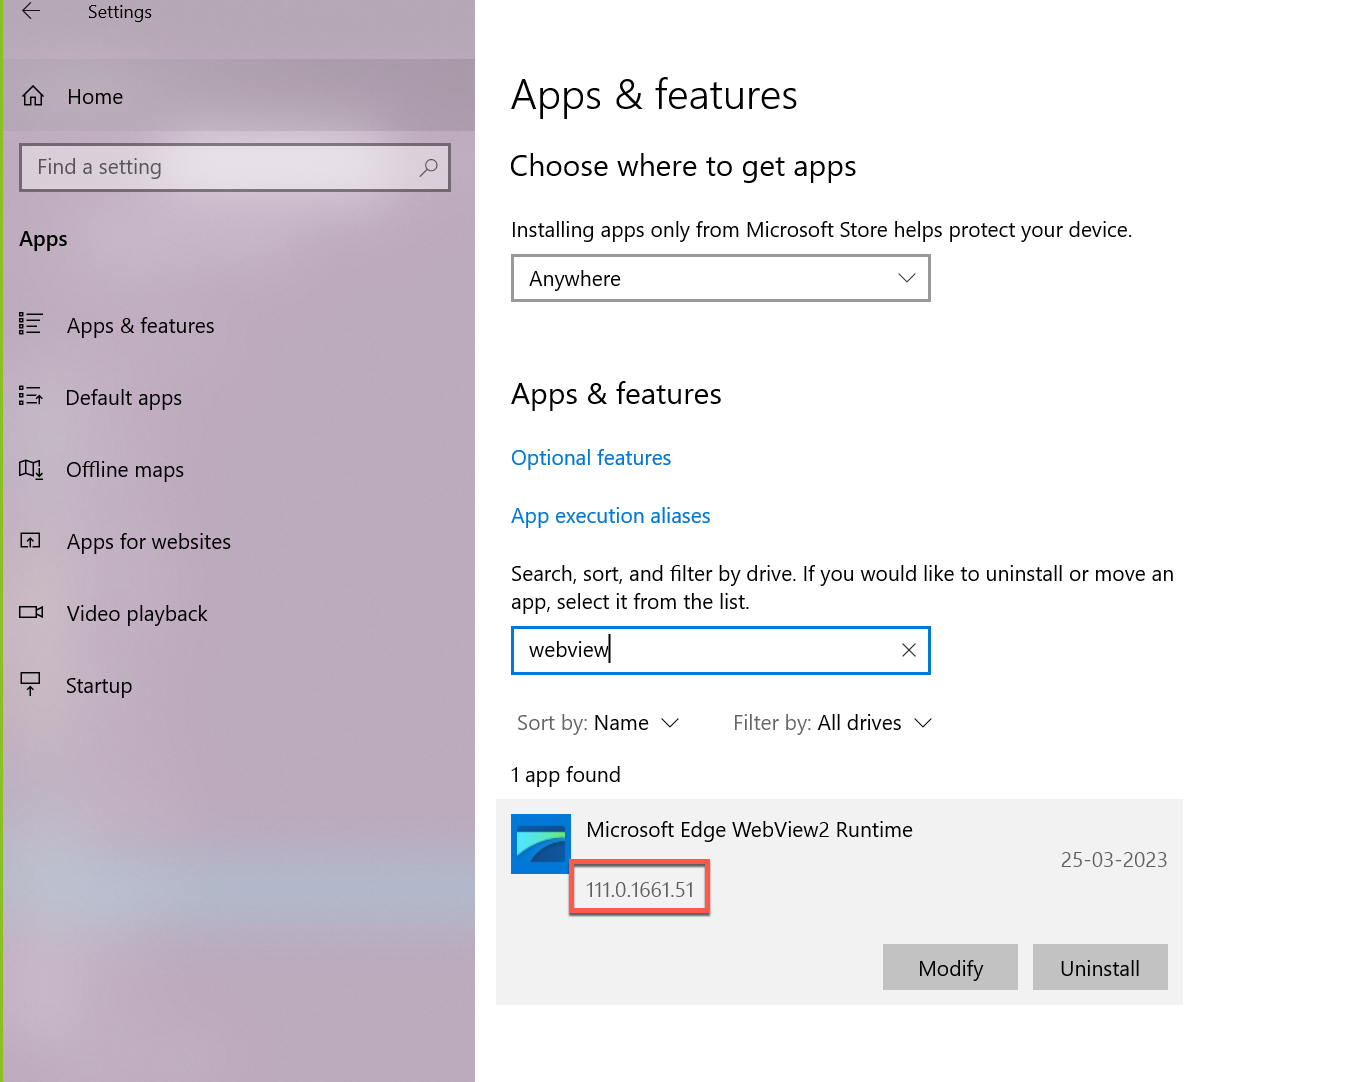 Settings
Home
Find a setting
Apps
Apps & features
Default apps
Offline maps
Apps for websites
Video playback
Startup
Apps & features
Choose where to get apps
Installing apps only from Microsoft Store helps protect your device.
Anywhere
Apps & features
Optional features
App execution aliases
Search, sort, and filter by drive. If you would like to uninstall or move an
app, select it from the list.
webview
Sort by: Name
Filter by: All drives
1 app found
Microsoft Edge WebView2 Runtime
25-03-2023
111.0.1661.51
Modify
Uninstall